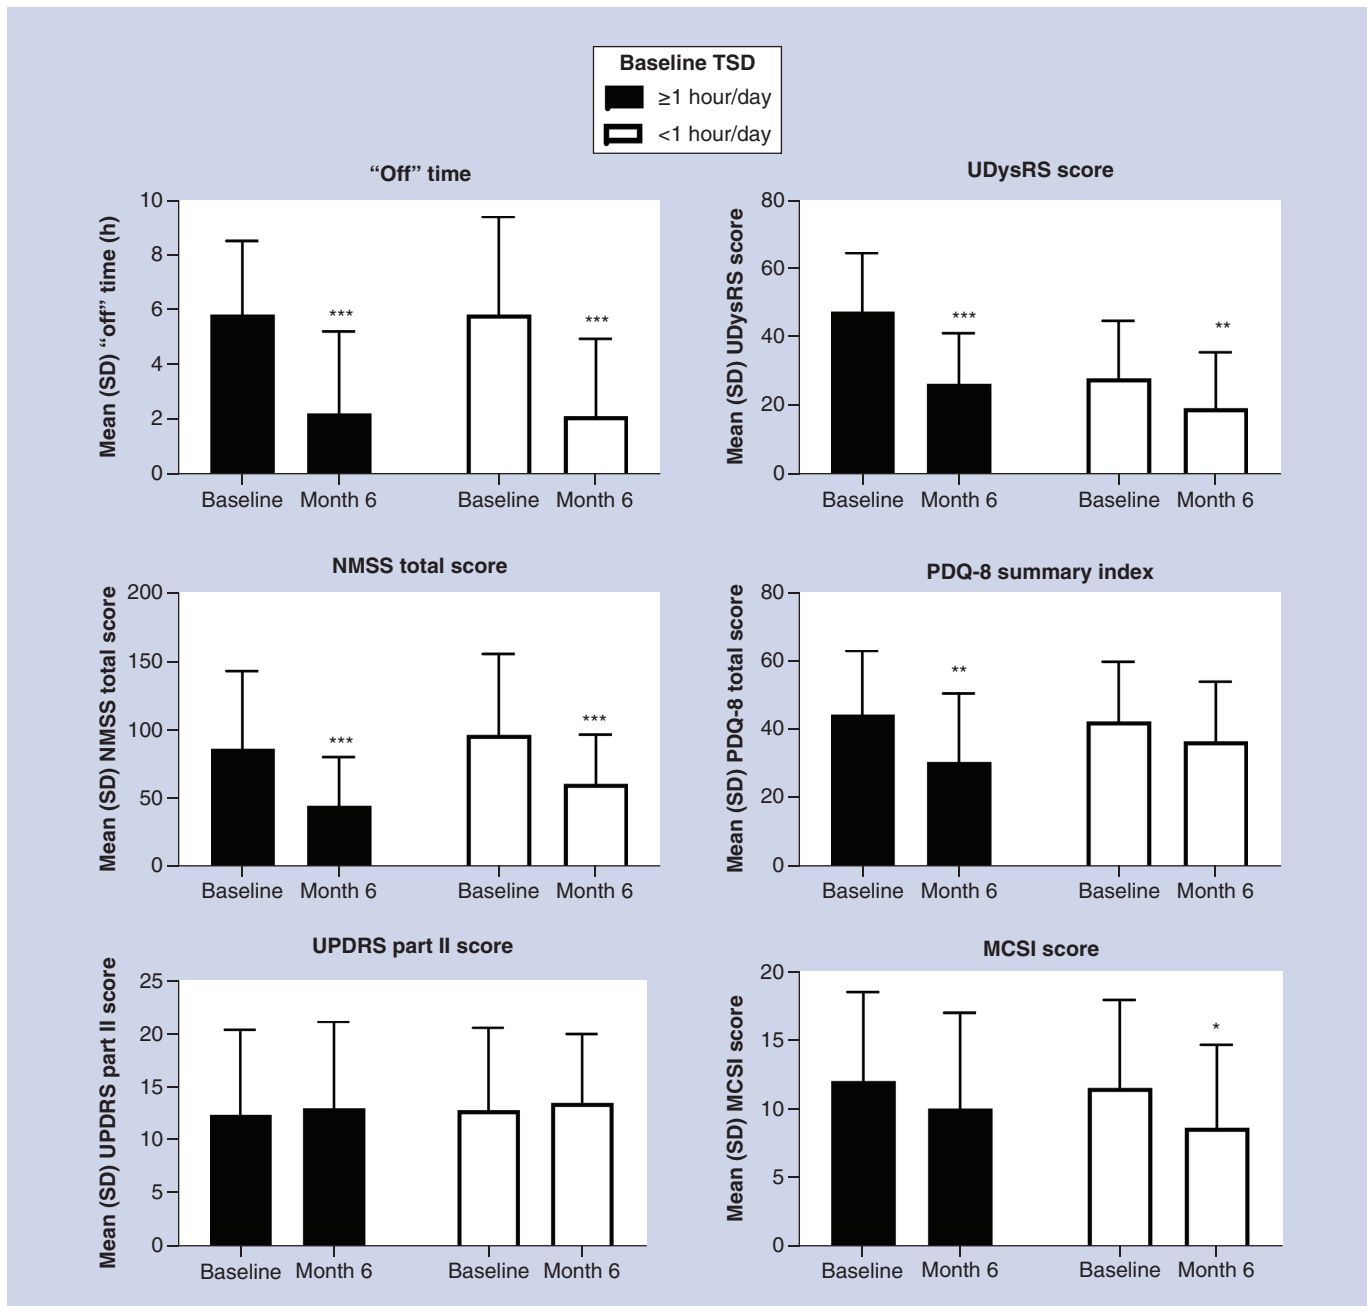 Baseline TSD
≥1 hour/day
<1 hour/day
“Off” time
Mean (SD) “off” time (h)
10
8
6
4
2
0
***
***
Baseline Month 6 Baseline Month 6
UDysRS score
Mean (SD) UDysRS score
80
60
40
20
0
***
**
Baseline Month 6 Baseline Month 6
NMSS total score
Mean (SD) NMSS total score
200
150
100
50
0
***
***
Baseline Month 6 Baseline Month 6
PDQ-8 summary index
Mean (SD) PDQ-8 total score
80
60
40
20
0
**
Baseline Month 6 Baseline Month 6
UPDRS part II score
Mean (SD) UPDRS part II score
25
20
15
10
5
0
Baseline Month 6 Baseline Month 6
MCSI score
Mean (SD) MCSI score
20
15
10
5
0
*
Baseline Month 6 Baseline Month 6